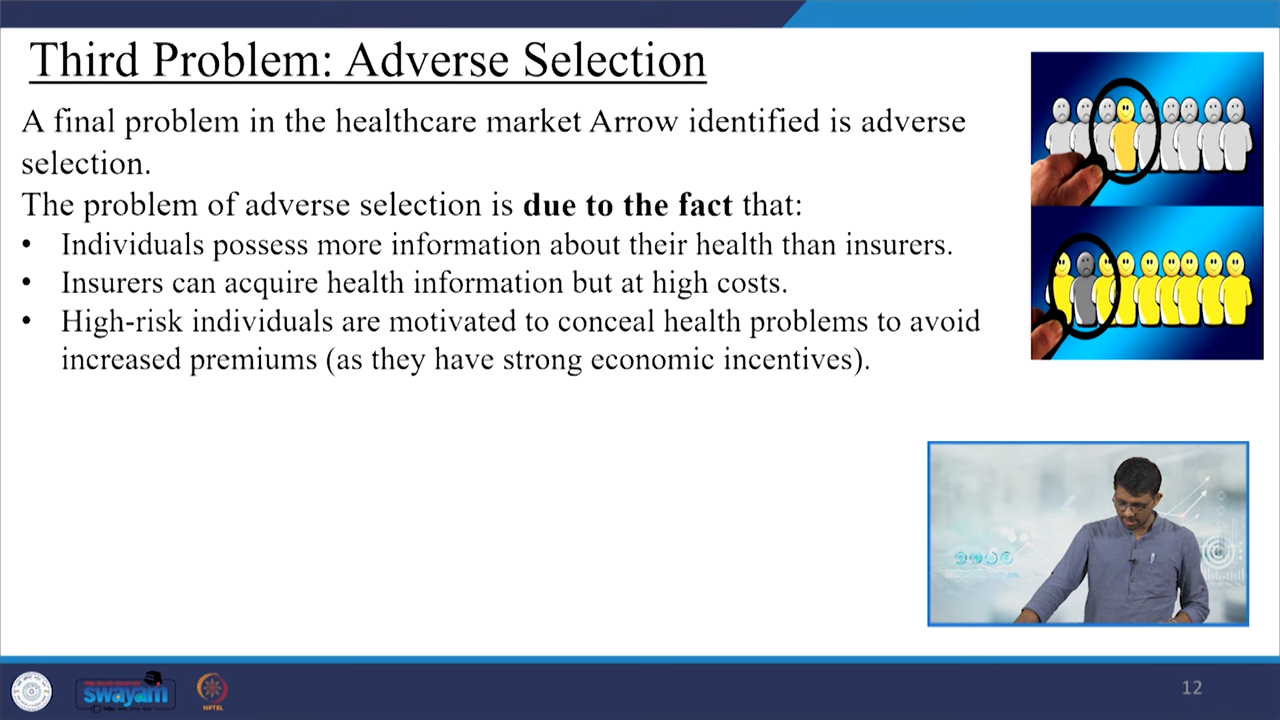 Third Problem: Adverse Selection
A final problem in the healthcare market Arrow identified is adverse
selection.
The problem of adverse selection is due to the fact that:
• Individuals possess more information about their health than insurers.
• Insurers can acquire health information but at high costs.
• High-risk individuals are motivated to conceal health problems to avoid
increased premiums (as they have strong economic incentives).
swayam
NPTEL
12